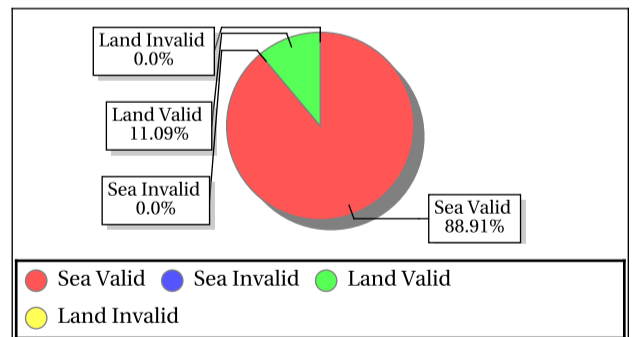 Land Invalid
0.0%
Land Valid
11.09%
Sea Invalid
0.0%
Sea Valid
88.91%
Sea Valid Sea Invalid Land Valid
Land Invalid